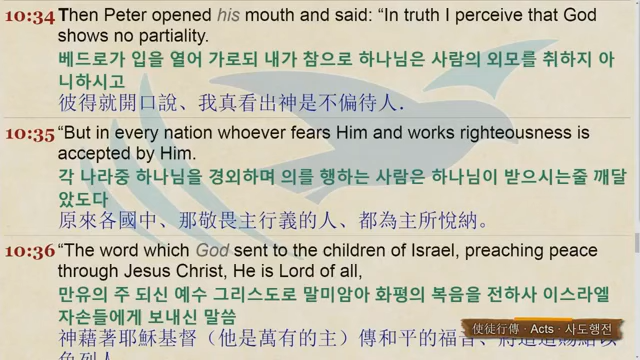 10:34 Then Peter opened his mouth and said: “In truth I perceive that God
shows no partiality.
베드로가 입을 열어 가로되 내가 참으로 하나님은 사람의 외모를 취하지 아
니하시고
彼得就開口說、我真看出神是不偏待人．
10:35 “But in every nation whoever fears Him and works righteousness is
accepted by Him.
각 나라중 하나님을 경외하며 의를 행하는 사람은 하나님이 받으시는줄 깨달
았도다
原來各國中、那敬畏主行義的人、都為主所悅納。
10:36 “The word which God sent to the children of Israel, preaching peace
through Jesus Christ, He is Lord of all,
만유의 주 되신 예수 그리스도로 말미암아 화평의 복음을 전하사 이스라엘
자손들에게 보내신 말씀
神藉著耶穌基督（他是萬有的主）傳和平的福音、將這道賜給以
色列人
使徒行傳 · Acts · 사도행전